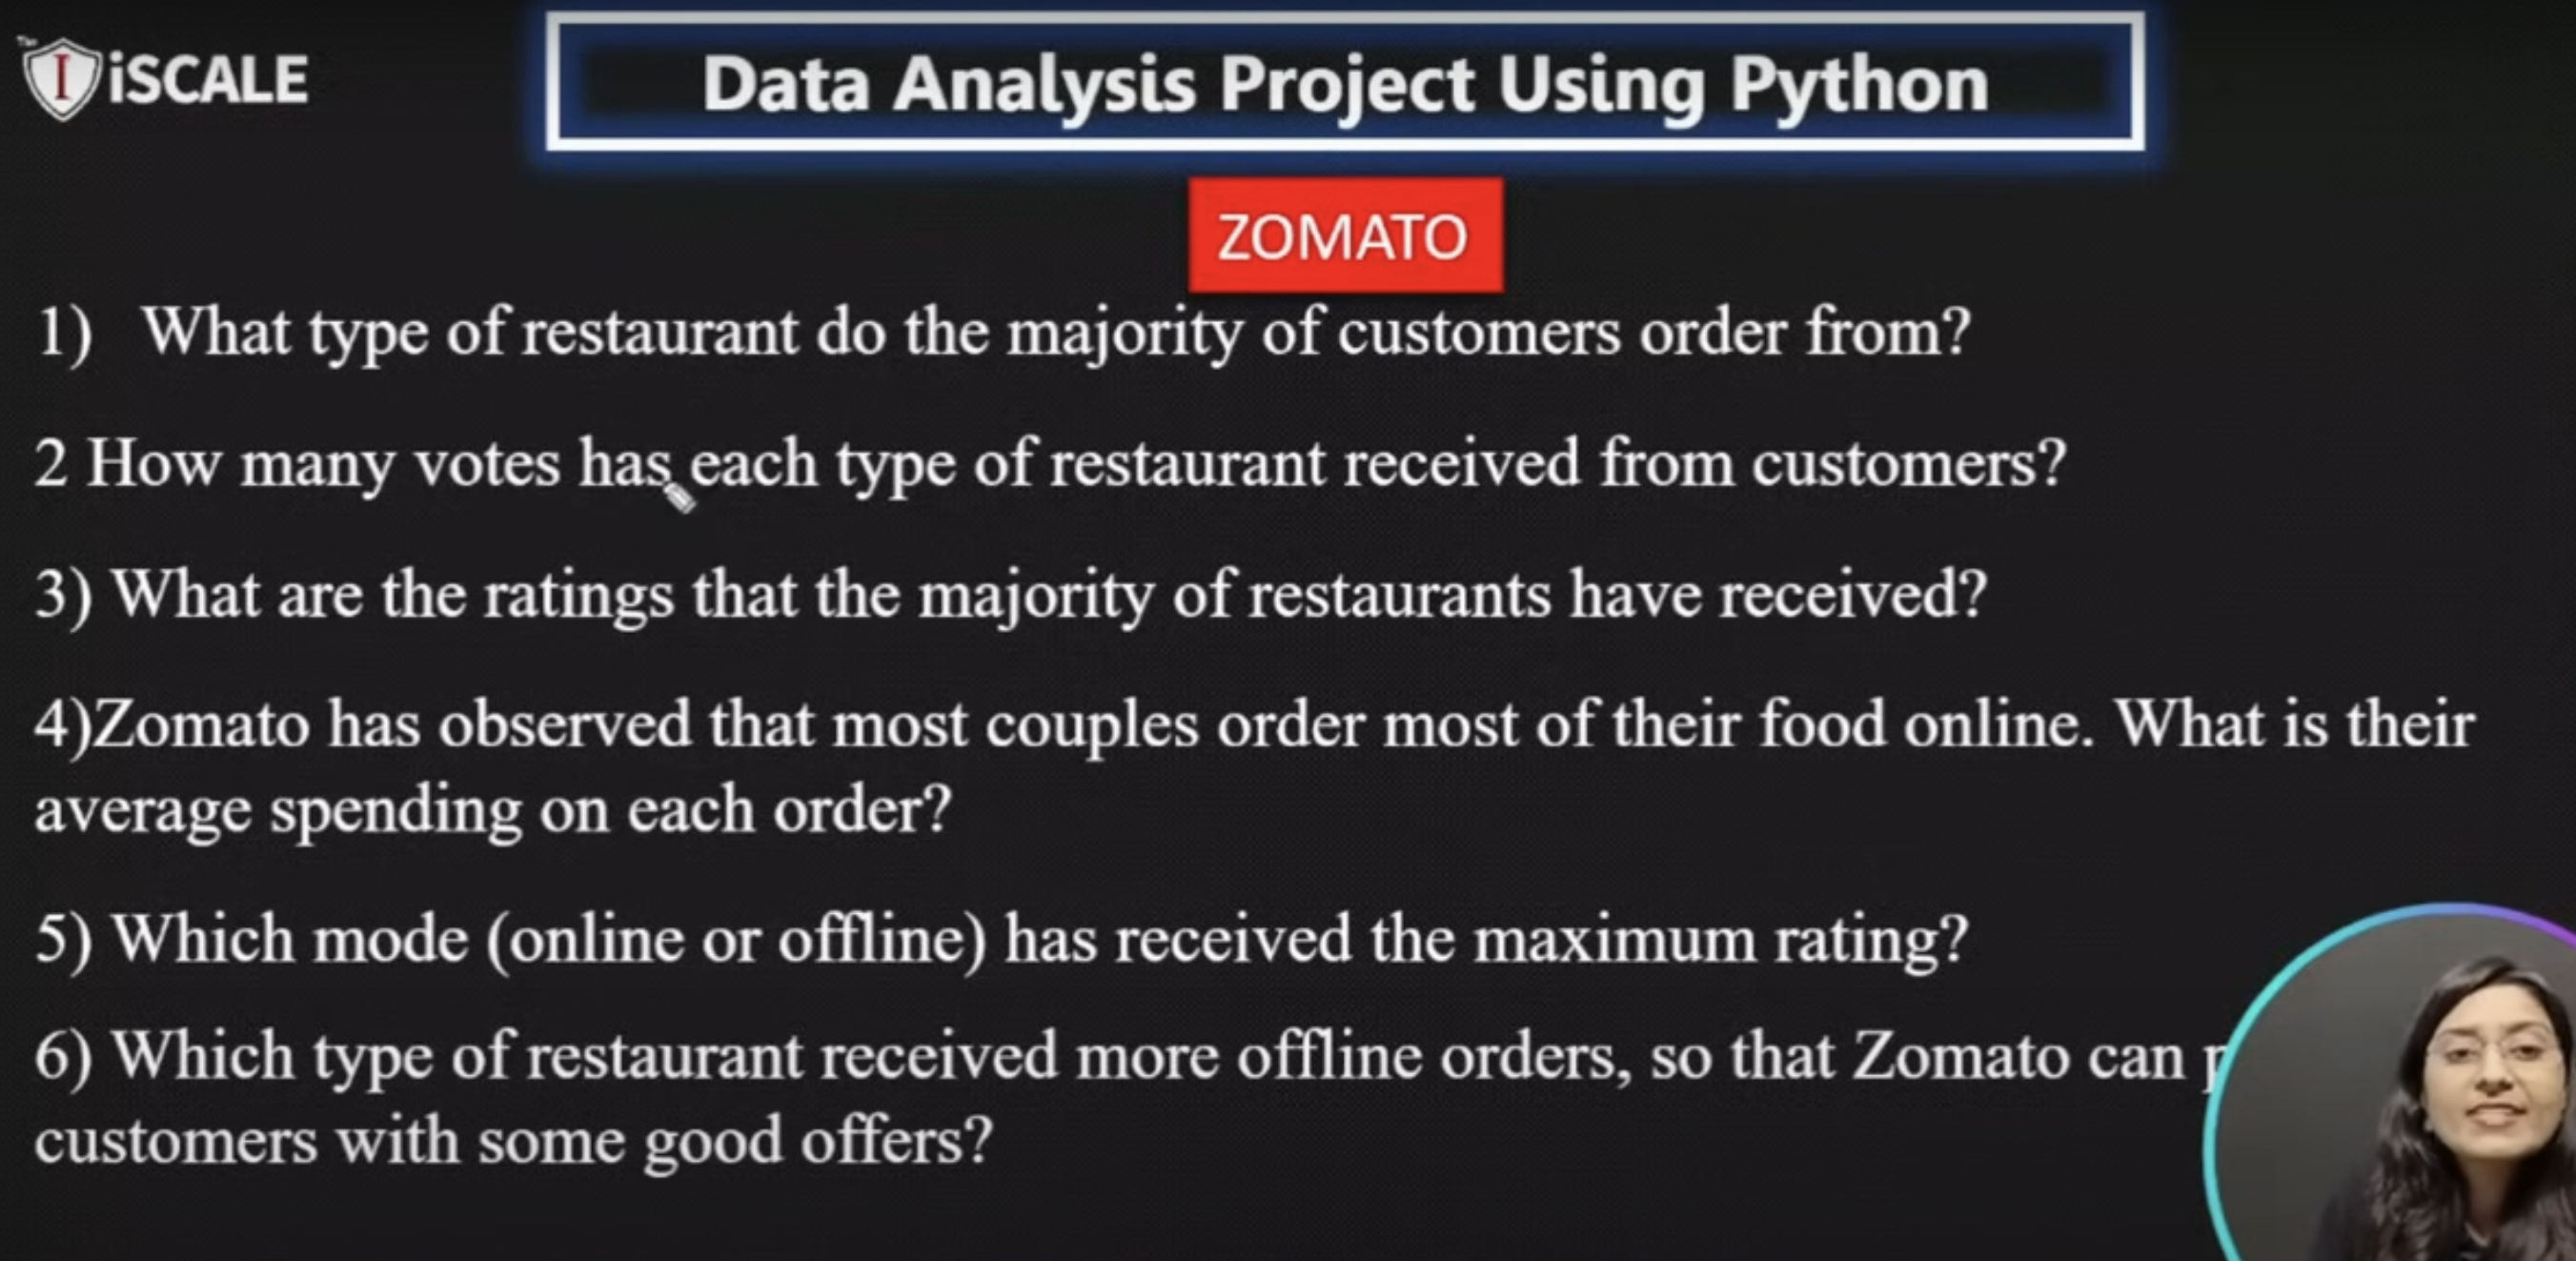 The
I iSCALE
Data Analysis Project Using Python
ZOMATO
1) What type of restaurant do the majority of customers order from?
2 How many votes has each type of restaurant received from customers?
3) What are the ratings that the majority of restaurants have received?
4)Zomato has observed that most couples order most of their food online. What is their
average spending on each order?
5) Which mode (online or offline) has received the maximum rating?
6) Which type of restaurant received more offline orders, so that Zomato can
customers with some good offers?